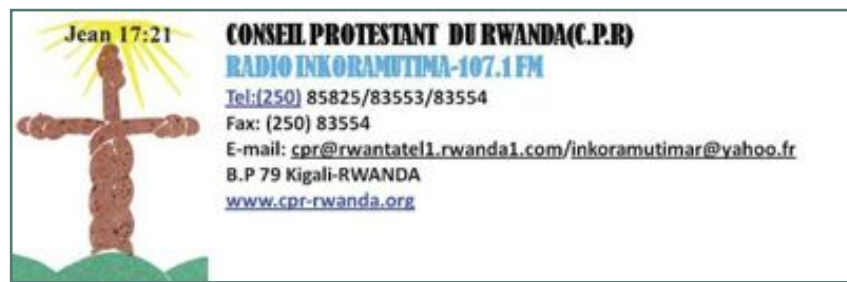 Jean 17:21
CONSEIL PROTESTANT DU RWANDA(C.P.R)
RADIO INKORAMUTIMA-107.1 FM
Tel:(250) 85825/83553/83554
Fax: (250) 83554
E-mail: cpr@rwantatel1.rwanda1.com/inkoramutimar@yahoo.fr
B.P 79 Kigali-RWANDA
www.cpr-rwanda.org